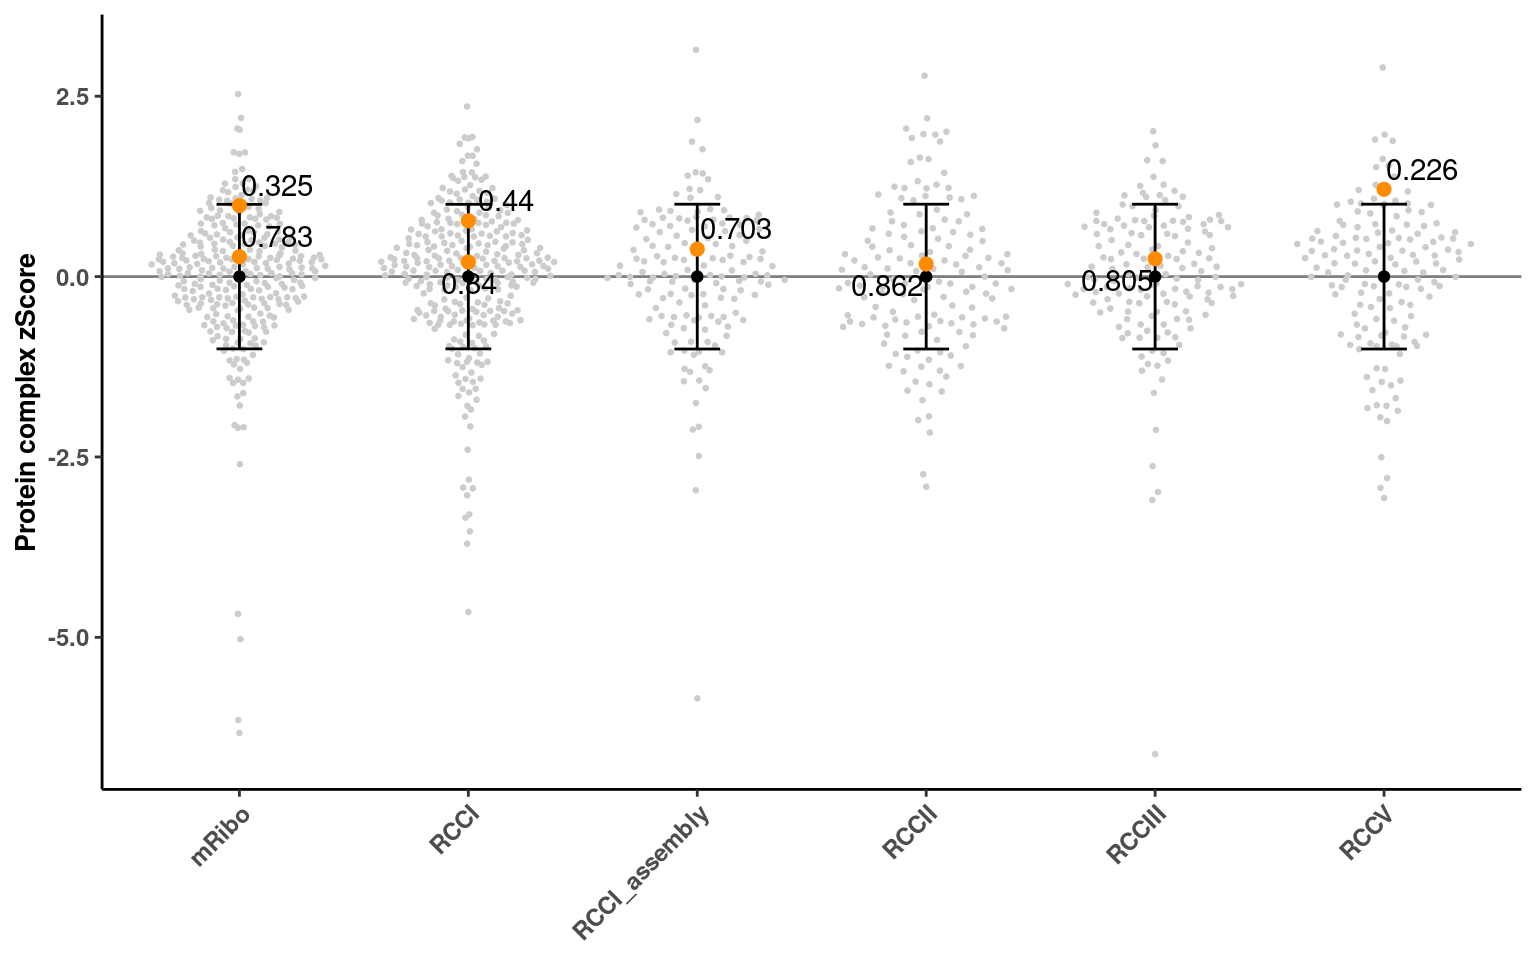 Protein complex zScore
2.5
0.0
-2.5
-5.0
0.325
0.783
0.44
0.84
0.703
0.862
0.805
0.226
mRibo
RCCI
RCCI_assembly
RCCII
RCCIII
RCCV